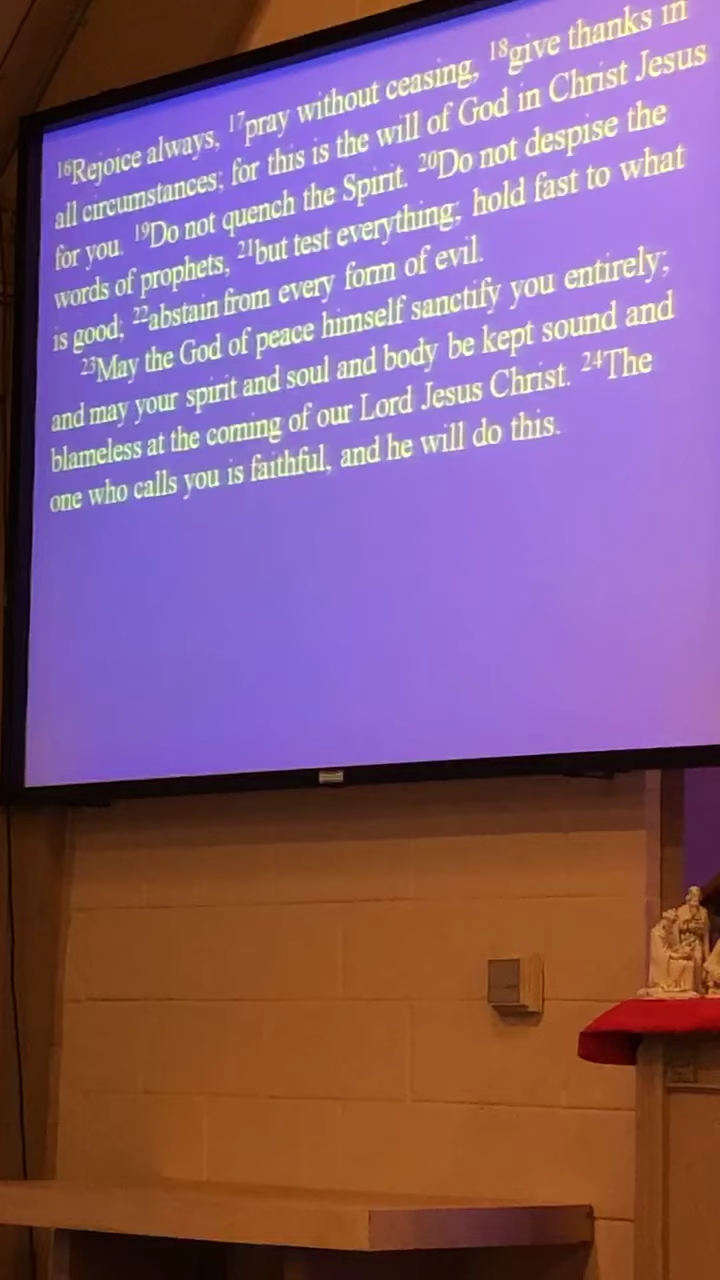 ¹⁶Rejoice always, ¹⁷pray without ceasing, ¹⁸give thanks in
all circumstances; for this is the will of God in Christ Jesus
for you. ¹⁹Do not quench the Spirit. ²⁰Do not despise the
words of prophets, ²¹but test everything; hold fast to what
is good; ²²abstain from every form of evil.
²³May the God of peace himself sanctify you entirely;
and may your spirit and soul and body be kept sound and
blameless at the coming of our Lord Jesus Christ. ²⁴The
one who calls you is faithful, and he will do this.